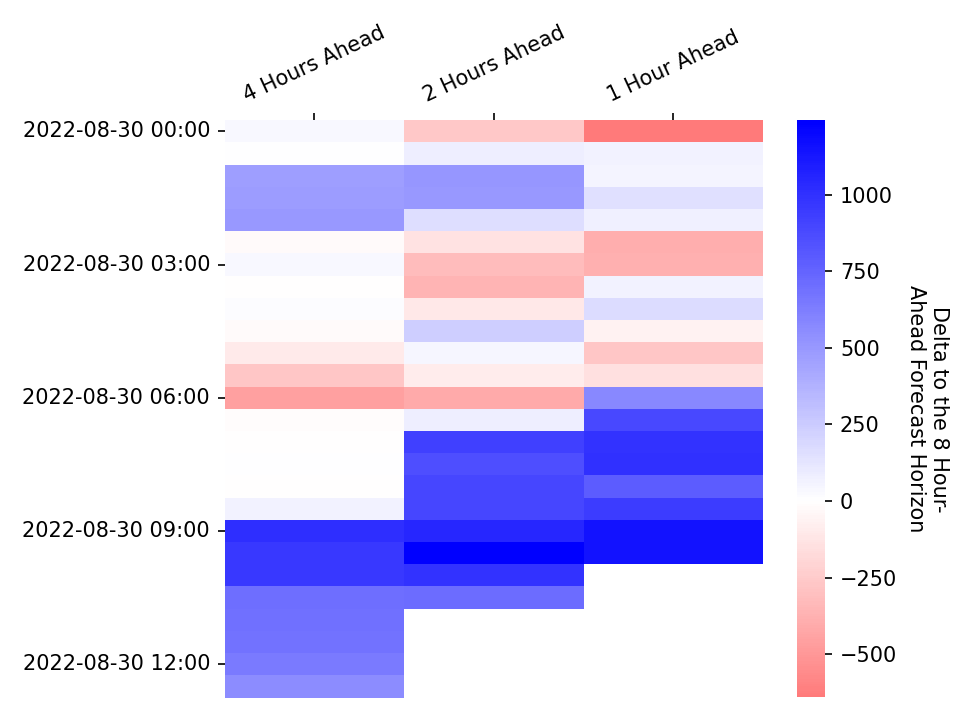 4 Hours Ahead
2 Hours Ahead
1 Hour Ahead
2022-08-30 00:00
2022-08-30 03:00
2022-08-30 06:00
2022-08-30 09:00
2022-08-30 12:00
1000
750
500
250
0
−250
−500
Delta to the 8 Hour-
Ahead Forecast Horizon